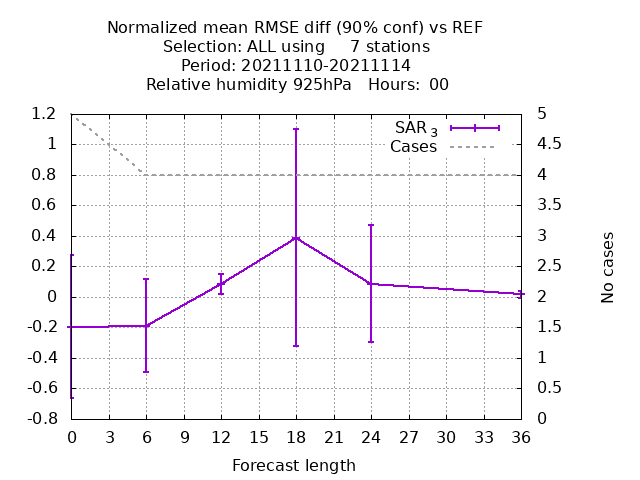 Normalized mean RMSE diff (90% conf) vs REF
Selection: ALL using     7 stations
Period: 20211110-20211114
Relative humidity 925hPa   Hours:  00
SAR 3
Cases
1.2
1
0.8
0.6
0.4
0.2
0
-0.2
-0.4
-0.6
-0.8
5
4.5
4
3.5
3
2.5
2
1.5
1
0.5
0
No cases
0 3 6 9 12 15 18 21 24 27 30 33 36
Forecast length